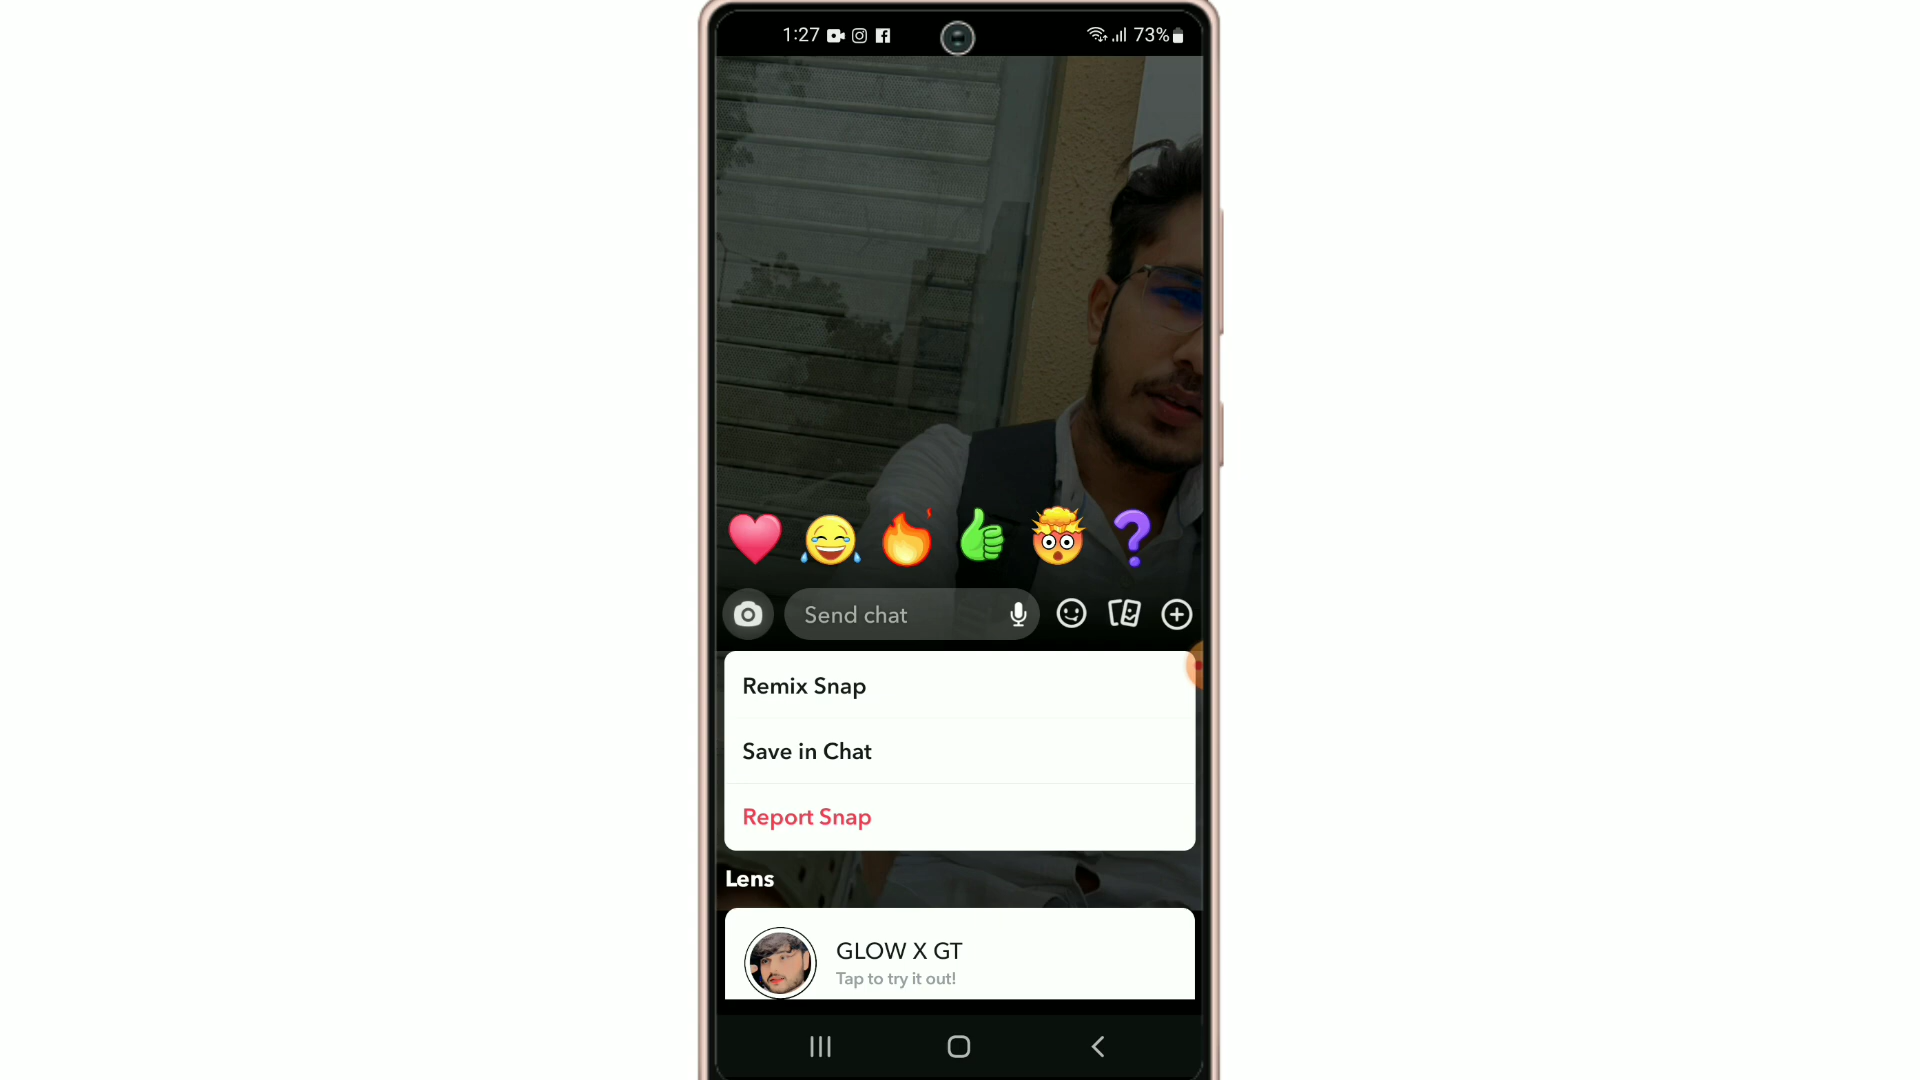 1:27 73%
Send chat
Remix Snap
Save in Chat
Report Snap
Lens
GLOW X GT
Tap to try it out!